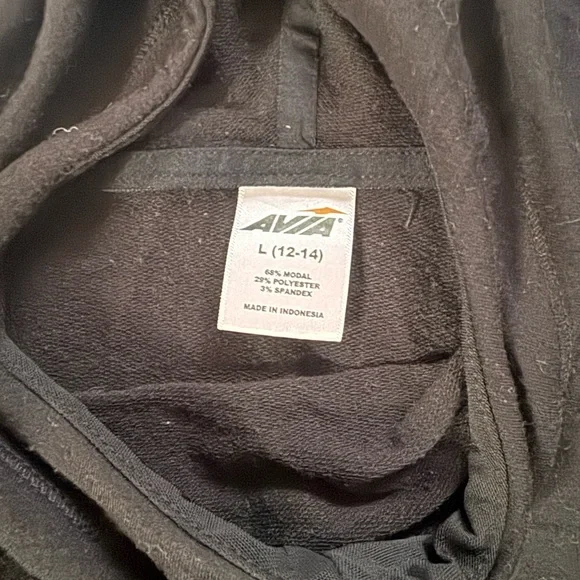 AVIA®
L (12-14)
68% MODAL
29% POLYESTER
3% SPANDEX
MADE IN INDONESIA